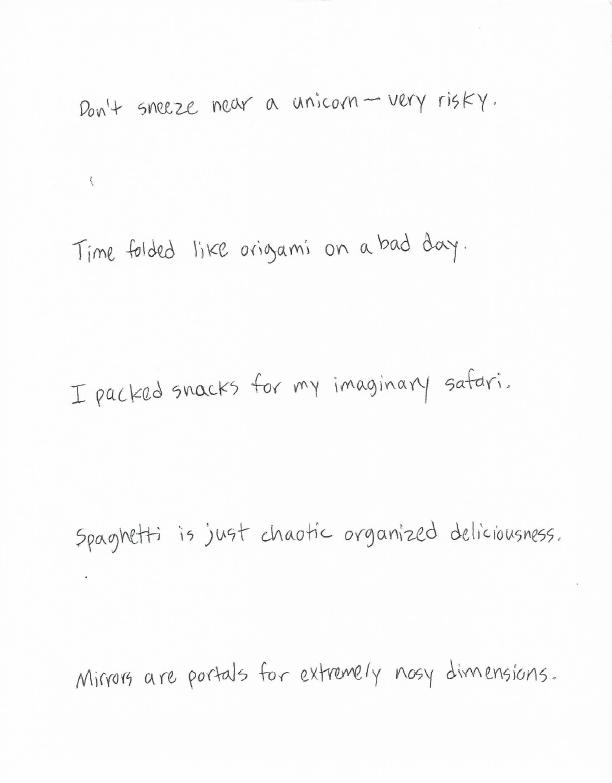 Don't sneeze near a unicorn — very risky.
Time folded like origami on a bad day.
I packed snacks for my imaginary safari.
Spaghetti is just chaotic organized deliciousness.
Mirrors are portals for extremely nosy dimensions.